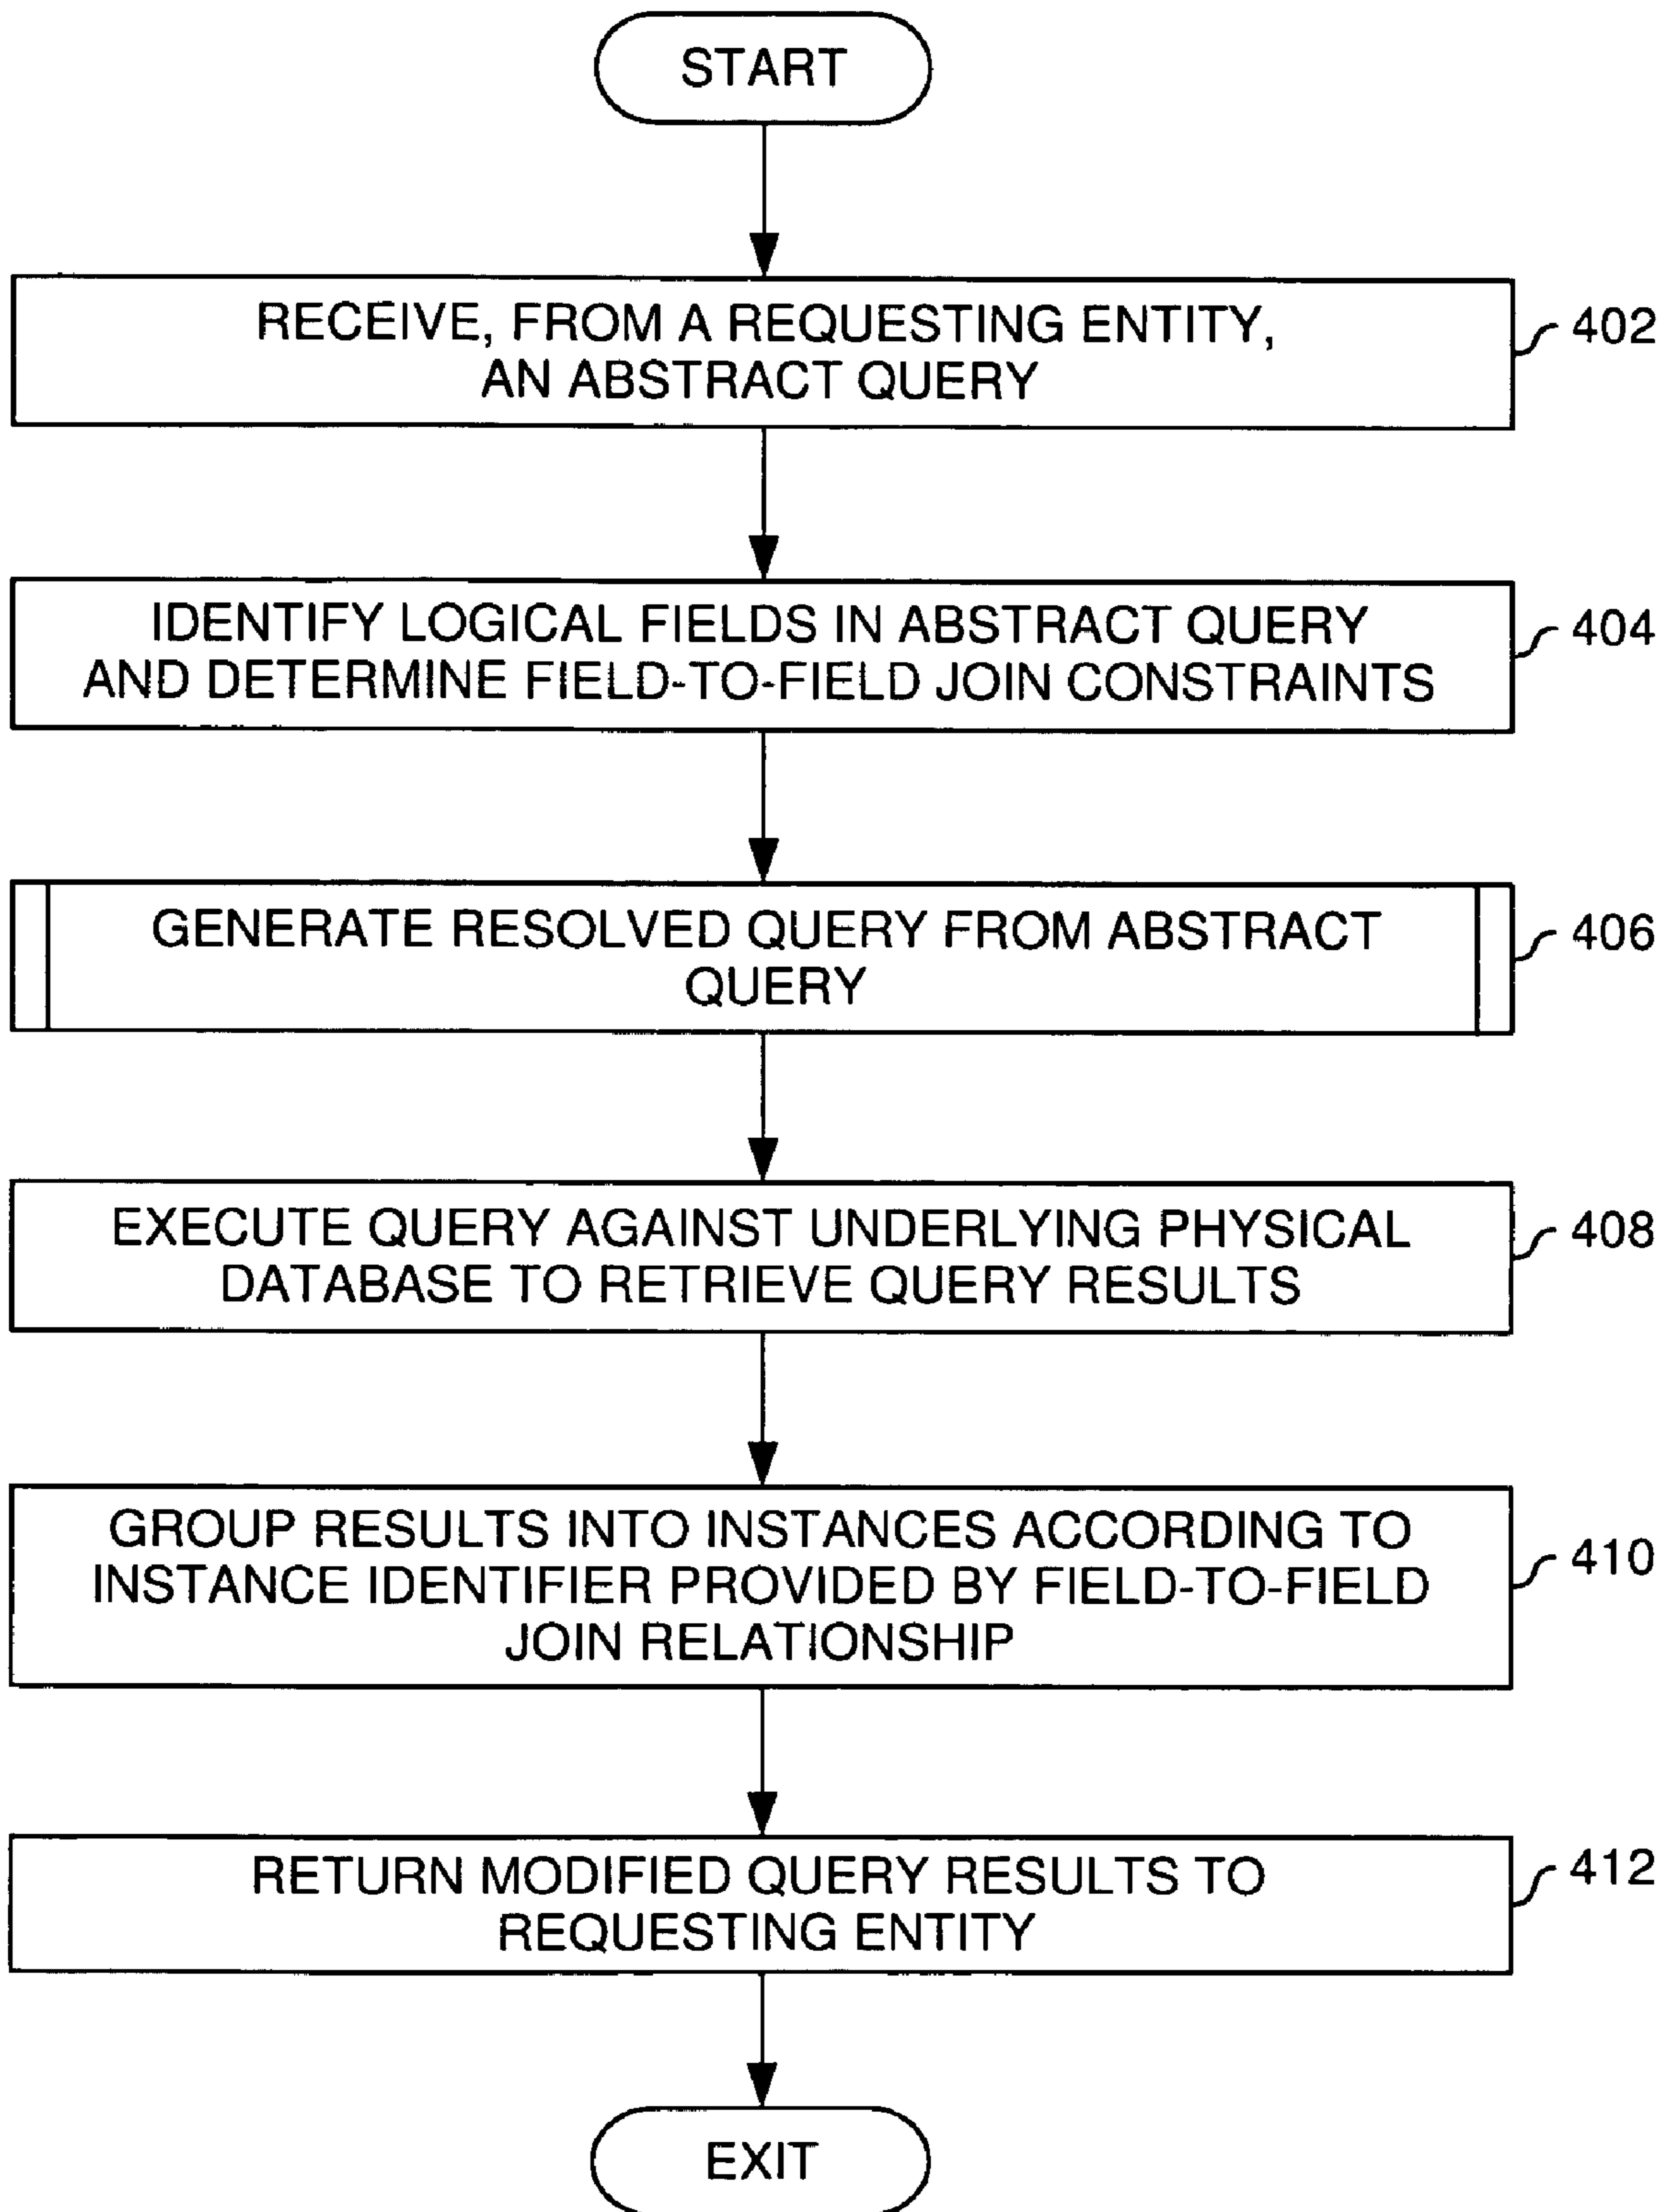 START
RECEIVE, FROM A REQUESTING ENTITY,
AN ABSTRACT QUERY
402
IDENTIFY LOGICAL FIELDS IN ABSTRACT QUERY
AND DETERMINE FIELD-TO-FIELD JOIN CONSTRAINTS
404
GENERATE RESOLVED QUERY FROM ABSTRACT
QUERY
406
EXECUTE QUERY AGAINST UNDERLYING PHYSICAL
DATABASE TO RETRIEVE QUERY RESULTS
408
GROUP RESULTS INTO INSTANCES ACCORDING TO
INSTANCE IDENTIFIER PROVIDED BY FIELD-TO-FIELD
JOIN RELATIONSHIP
410
RETURN MODIFIED QUERY RESULTS TO
REQUESTING ENTITY
412
EXIT